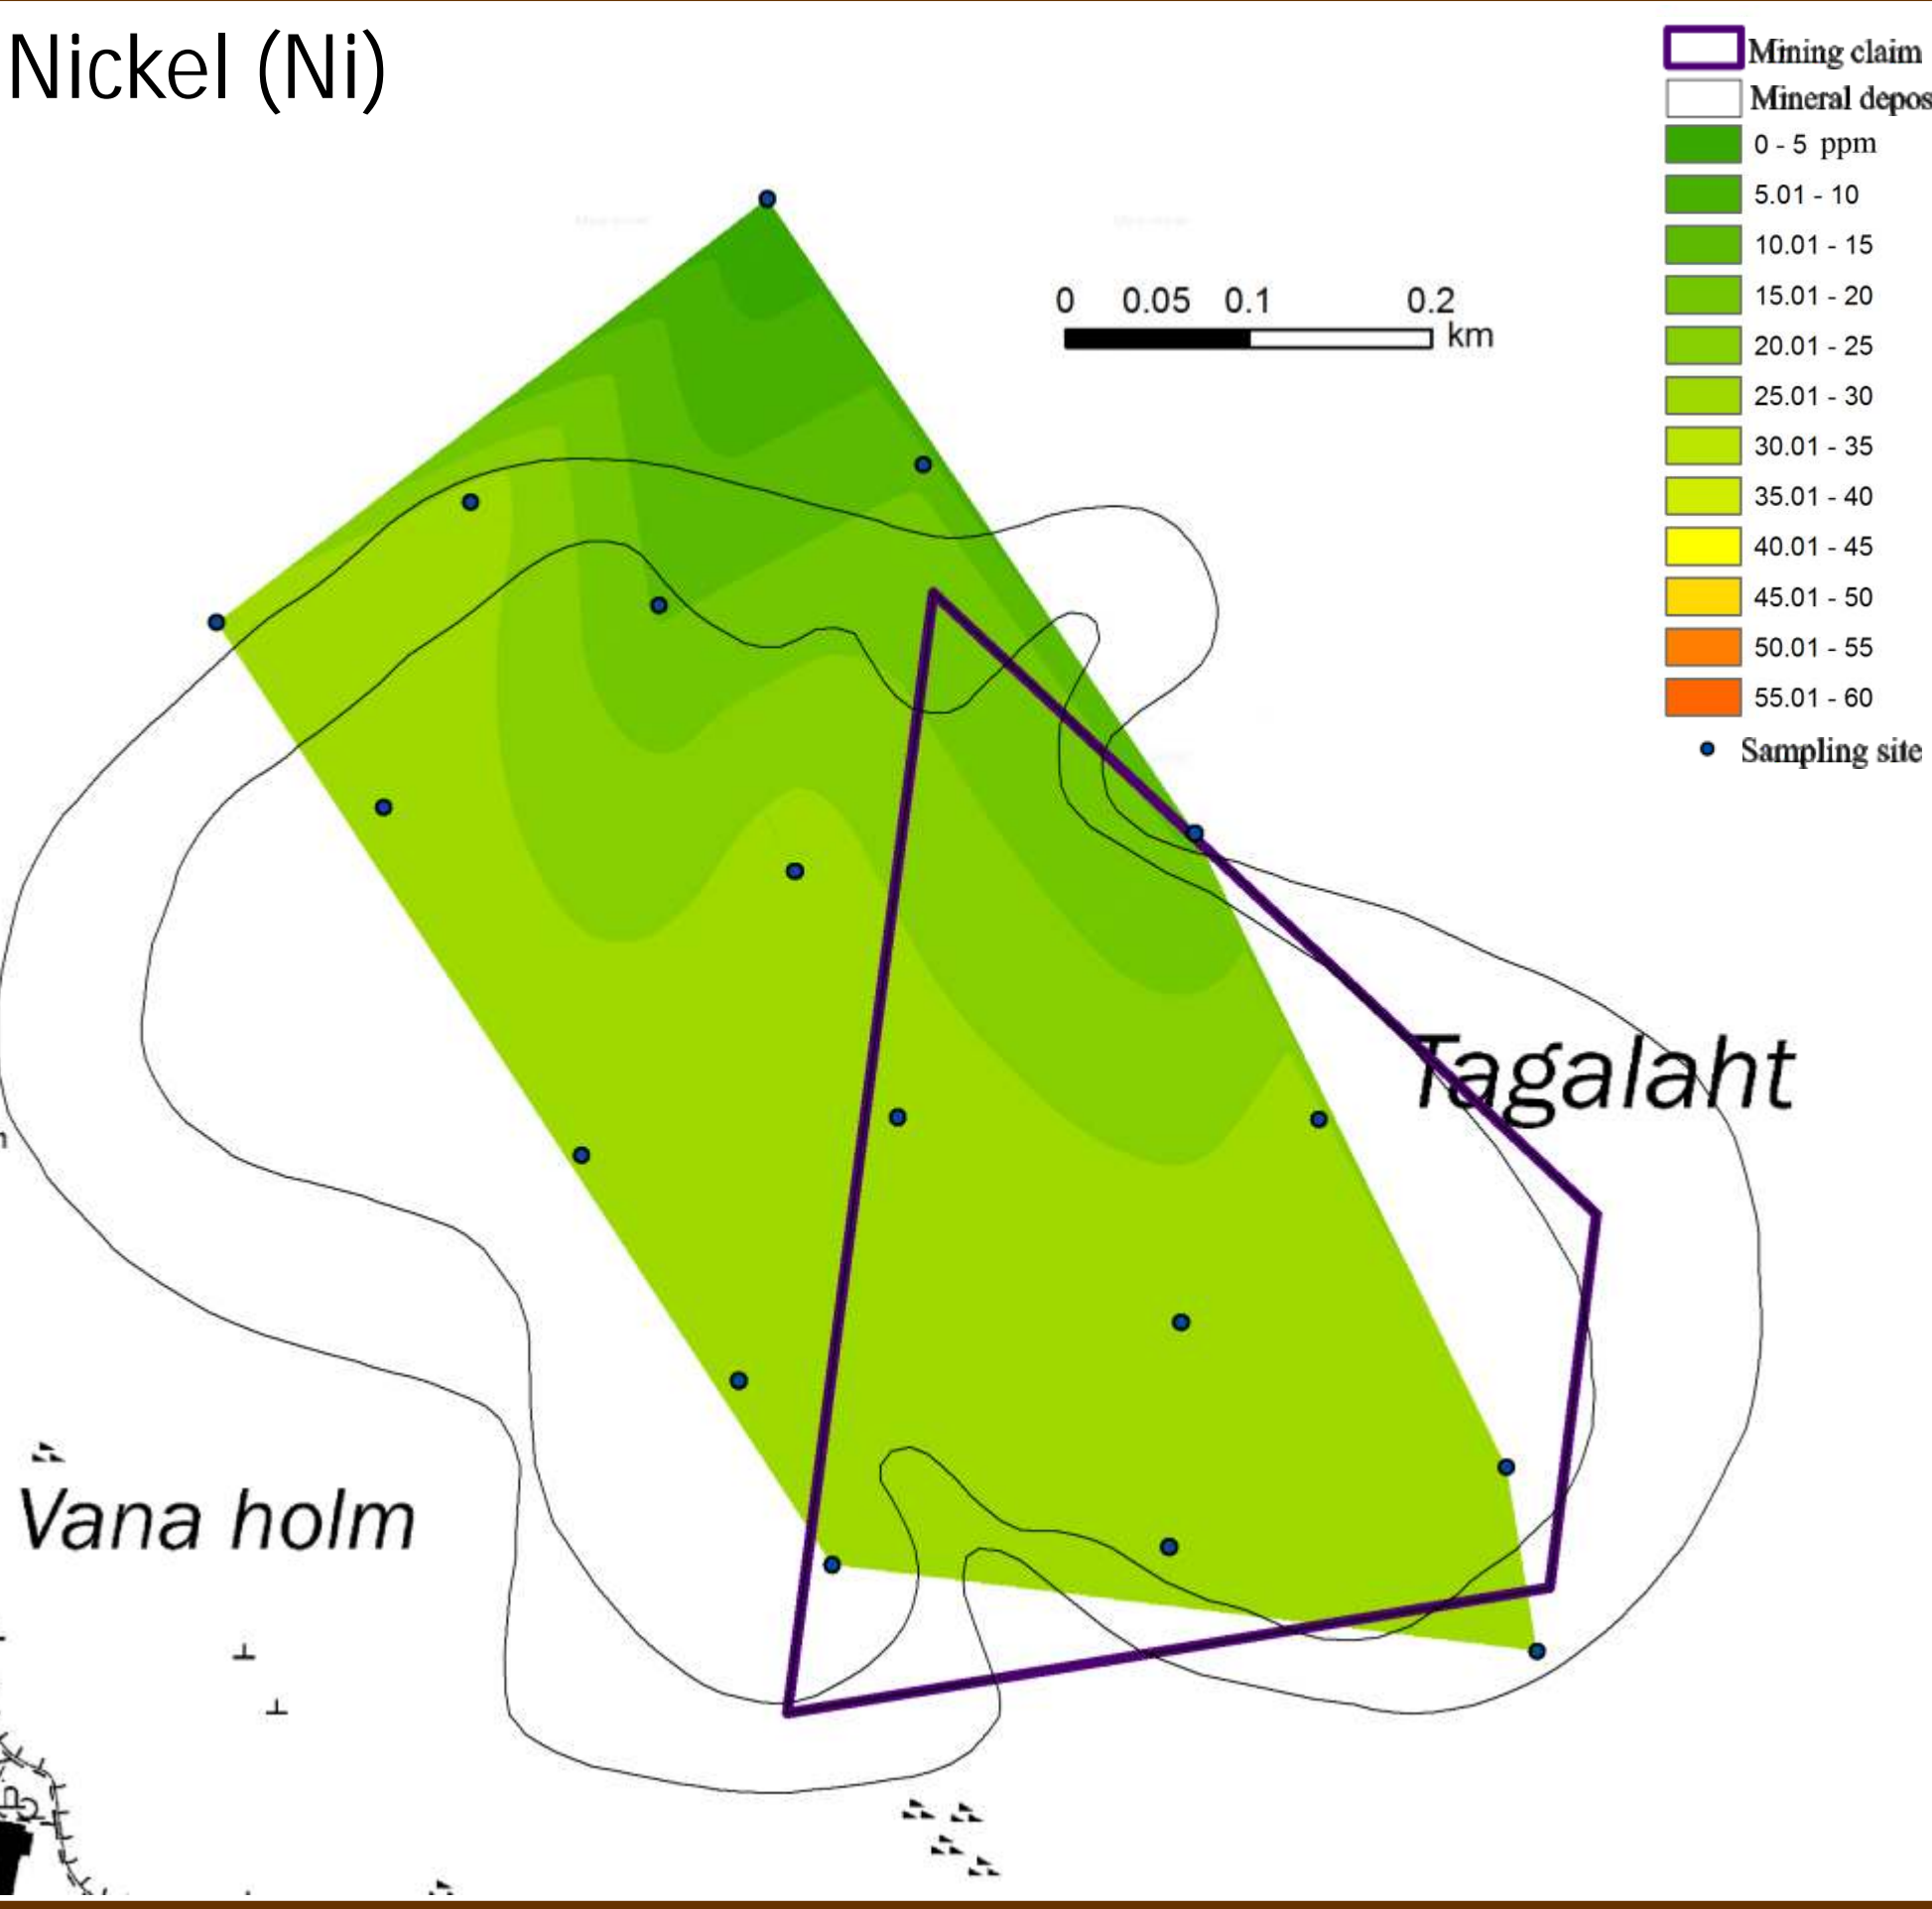 Nickel (Ni)
Mining claim
Mineral depos
0 - 5 ppm
5.01 - 10
10.01 - 15
15.01 - 20
20.01 - 25
25.01 - 30
30.01 - 35
35.01 - 40
40.01 - 45
45.01 - 50
50.01 - 55
55.01 - 60
Sampling site
0 0.05 0.1 0.2
km
Tagalaht
Vana holm